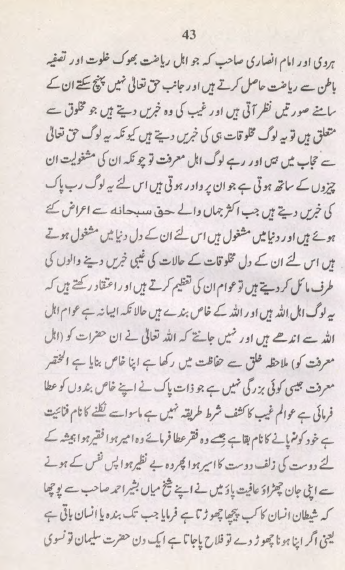 43
ہروی اور امام انصاری صاحب کہ جو اہل ریاضت بھوک خلوت اور تصفیہ
باطن سے ریاضت حاصل کرتے ہیں اور جانب حق تعالیٰ نہیں پہنچ سکتے ان کے
سامنے صورتیں نظر آتی ہیں اور غیب کی وہ خبریں دیتے ہیں جو مخلوق سے
متعلق ہیں تو یہ لوگ مخلوقات ہی کی خبریں دیتے ہیں کیونکہ یہ لوگ حق تعالیٰ
سے حجاب میں ہیں اور رہے لوگ اہل معرفت تو چونکہ ان کی مشغولیت ان
چیزوں کے ساتھ ہوتی ہے جو ان پر وارد ہوتی ہیں اس لئے یہ لوگ رب پاک
کی خبریں دیتے ہیں جب اکثر جہاں والے حق سبحانہ سے اعراض کئے
ہوئے ہیں اور دنیا میں مشغول ہیں اس لئے ان کے دل دنیا میں مشغول ہوتے
ہیں اس لئے ان کے دل مخلوقات کے حالات کی غیبی خبریں دینے والوں کی
طرف مائل کر دیتے ہیں تو عوام ان کی تعظیم کرتے ہیں اور اعتقاد رکھتے ہیں کہ
یہ لوگ اہل اللہ ہیں اور اللہ کے خاص بندے ہیں حالانکہ ایسا نہ ہے عوام اہل
اللہ سے اندھے ہیں اور نہیں جانتے کہ اللہ تعالیٰ نے ان حضرات کو (اہل
معرفت کو) ملاحظہ خلق سے حفاظت میں رکھا ہے اپنا خاص بنایا ہے المختصر
معرفت جیسی کوئی بزرگی نہیں ہے جو ذات پاک نے اپنے خاص بندوں کو عطا
فرمائی ہے عوالم غیب کا کشف شرط طریقہ نہیں ہے ماسوا سے نکلنے کا نام فنائیت
ہے خود کو نہ پانے کا نام بقا ہے جسے وہ فقر عطا فرمائے وہ امیر ہوا فقیر ہوا ہمیشہ کے
لئے دوست کی زلف دوست کا اسیر ہوا پھر وہ بے نظیر ہوا پس نفس کے ہونے
سے اپنی جان چھڑاؤ عافیت پاؤ میں نے اپنے شیخ میاں بشیر احمد صاحب سے پوچھا
کہ شیطان انسان کا کب پیچھا چھوڑتا ہے فرمایا جب تک بندہ یا انسان باقی ہے
یعنی اگر اپنا ہونا چھوڑ دے تو فلاح پا جاتا ہے ایک دن حضرت سلیمان تونسوی